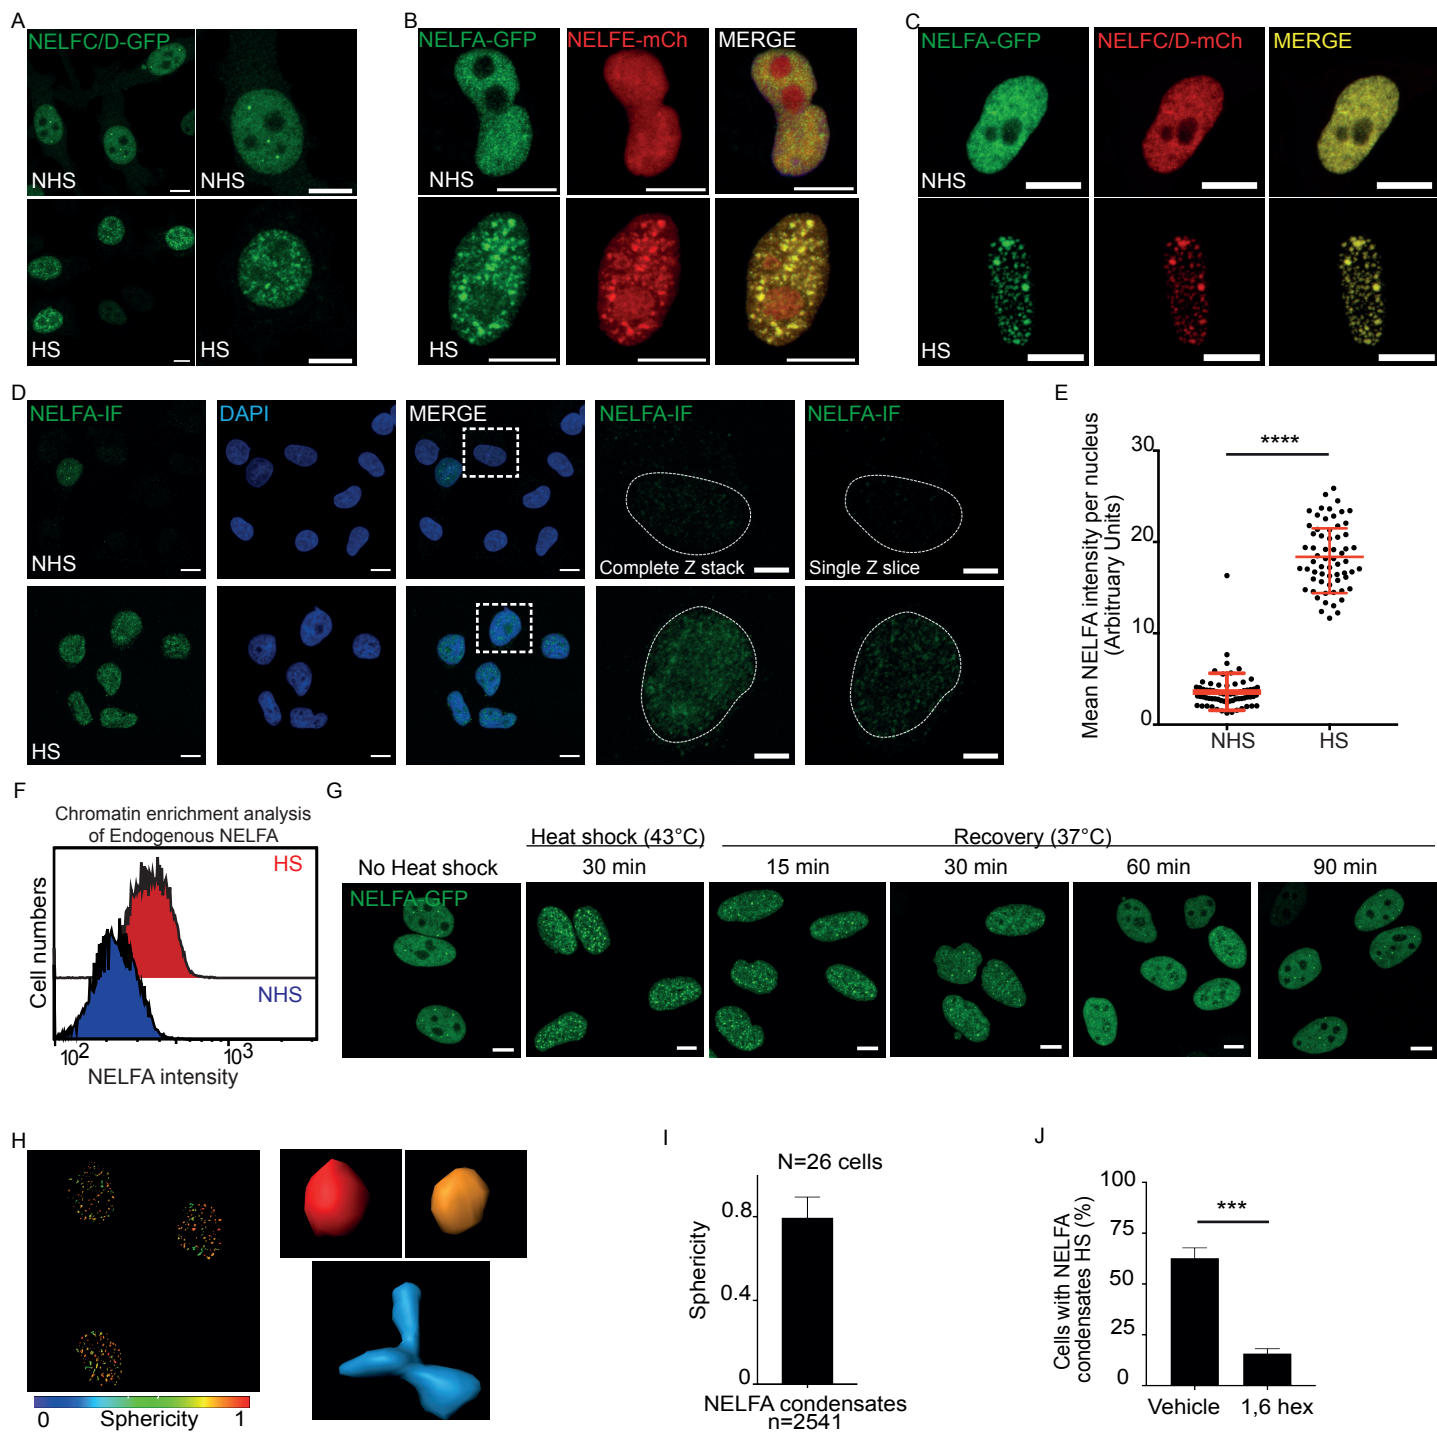 A
NELFC/D-GFP
NHS
NHS
HS
HS
B
NELFA-GFP
NELFE-mCh
MERGE
NHS
HS
C
NELFA-GFP
NELFC/D-mCh
MERGE
NHS
HS
D
NELFA-IF
DAPI
MERGE
NELFA-IF
NELFA-IF
NHS
Complete Z stack
Single Z slice
HS
E
Mean NELFA intensity per nucleus
(Arbitruary Units)
30
20
10
0
****
NHS
HS
F
Chromatin enrichment analysis
of Endogenous NELFA
HS
NHS
Cell numbers
10²
10³
NELFA intensity
G
Heat shock (43°C)
Recovery (37°C)
No Heat shock
30 min
15 min
30 min
60 min
90 min
NELFA-GFP
H
0
Sphericity
1
I
N=26 cells
Sphericity
0.8
0.4
0
NELFA condensates
n=2541
J
Cells with NELFA
condensates HS (%)
100
75
50
25
0
***
Vehicle
1,6 hex